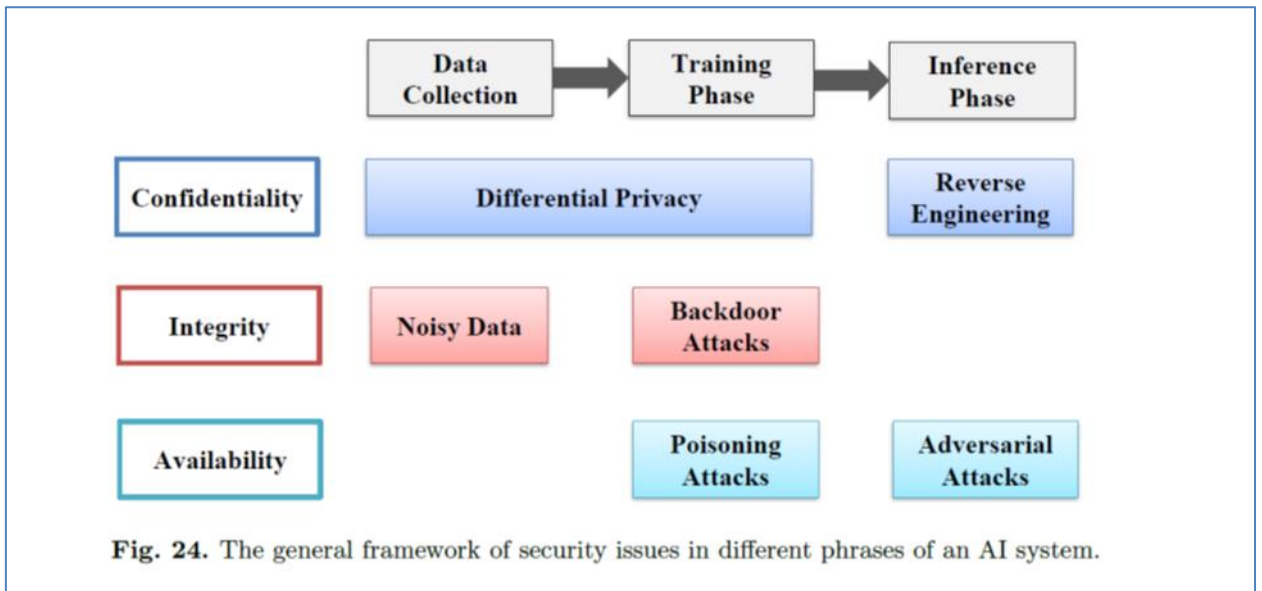 Data
Collection
Training
Phase
Inference
Phase
Confidentiality
Differential Privacy
Reverse
Engineering
Integrity
Noisy Data
Backdoor
Attacks
Availability
Poisoning
Attacks
Adversarial
Attacks
Fig. 24. The general framework of security issues in different phrases of an AI system.